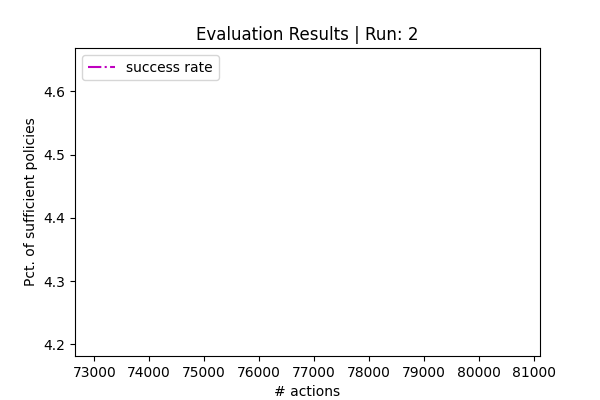 Evaluation Results | Run: 2
success rate
Pct. of sufficient policies
4.6
4.5
4.4
4.3
4.2
73000 74000 75000 76000 77000 78000 79000 80000 81000
# actions